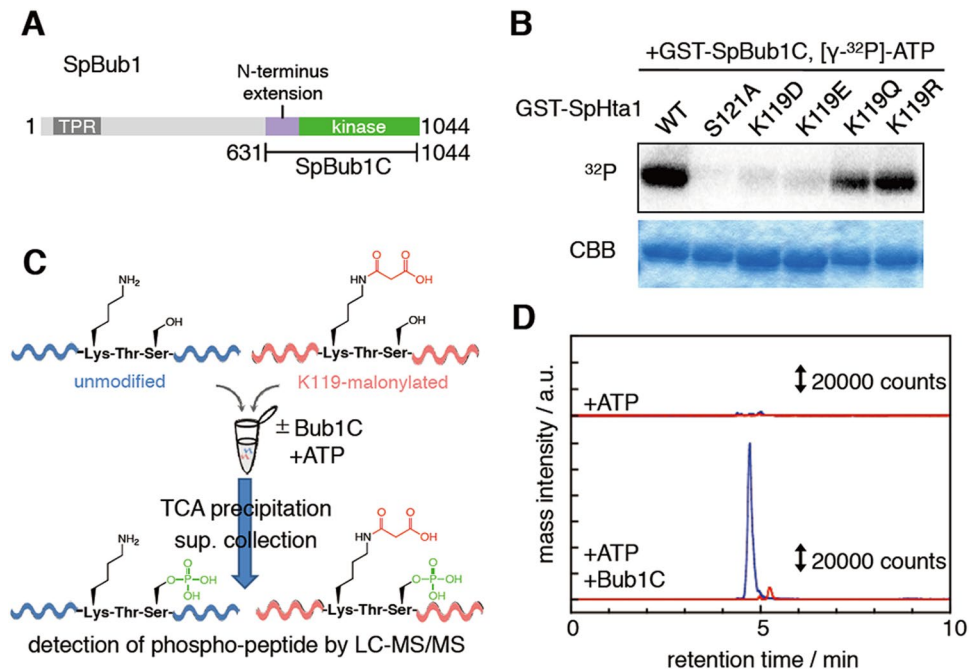 A
SpBub1
N-terminus
extension
1 TPR kinase 1044
631 SpBub1C 1044
B
+GST-SpBub1C, [γ-³²P]-ATP
GST-SpHta1 WT S121A K119D K119E K119Q K119R
³²P
CBB
C
NH₂ OH
-Lys-Thr-Ser-
unmodified
O O
HN OH
OH
-Lys-Thr-Ser-
K119-malonylated
± Bub1C
+ATP
TCA precipitation
sup. collection
NH₂ O
O-P-OH
OH
-Lys-Thr-Ser-
O O
HN OH
O
O-P-OH
OH
-Lys-Thr-Ser-
detection of phospho-peptide by LC-MS/MS
D
mass intensity / a.u.
+ATP
20000 counts
+ATP
+Bub1C
20000 counts
0 5 10
retention time / min